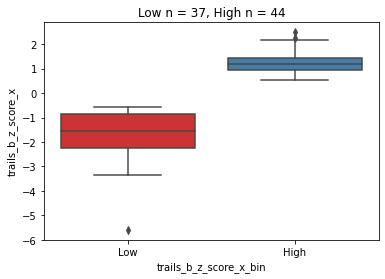 Low n = 37, High n = 44
2
1
0
−1
−2
−3
−4
−5
−6
trails_b_z_score_x
Low
High
trails_b_z_score_x_bin